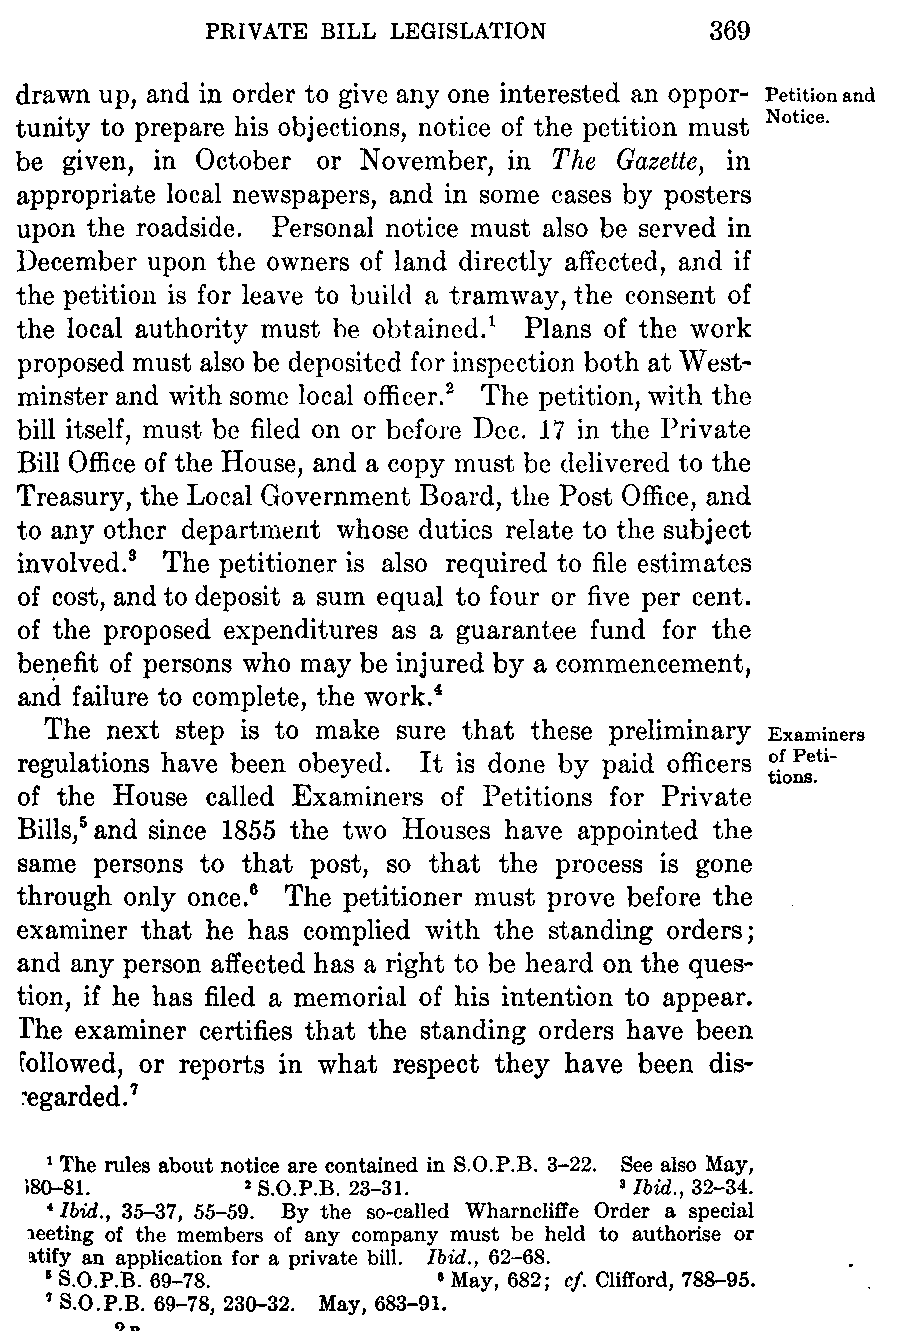 PRIVATE BILL LEGISLATION 369
drawn up, and in order to give any one interested an oppor-
Petition and
Notice.
tunity to prepare his objections, notice of the petition must
be given, in October or November, in The Gazette, in
appropriate local newspapers, and in some cases by posters
upon the roadside. Personal notice must also be served in
December upon the owners of land directly affected, and if
the petition is for leave to build a tramway, the consent of
the local authority must be obtained.¹ Plans of the work
proposed must also be deposited for inspection both at West-
minster and with some local officer.² The petition, with the
bill itself, must be filed on or before Dec. 17 in the Private
Bill Office of the House, and a copy must be delivered to the
Treasury, the Local Government Board, the Post Office, and
to any other department whose duties relate to the subject
involved.³ The petitioner is also required to file estimates
of cost, and to deposit a sum equal to four or five per cent.
of the proposed expenditures as a guarantee fund for the
benefit of persons who may be injured by a commencement,
and failure to complete, the work.⁴
The next step is to make sure that these preliminary
Examiners
of Peti-
tions.
regulations have been obeyed. It is done by paid officers
of the House called Examiners of Petitions for Private
Bills,⁵ and since 1855 the two Houses have appointed the
same persons to that post, so that the process is gone
through only once.⁶ The petitioner must prove before the
examiner that he has complied with the standing orders;
and any person affected has a right to be heard on the ques-
tion, if he has filed a memorial of his intention to appear.
The examiner certifies that the standing orders have been
followed, or reports in what respect they have been dis-
regarded.⁷
¹ The rules about notice are contained in S.O.P.B. 3–22. See also May,
80–81. ² S.O.P.B. 23–31. ³ Ibid., 32–34.
⁴ Ibid., 35–37, 55–59. By the so-called Wharncliffe Order a special
neeting of the members of any company must be held to authorise or
atify an application for a private bill. Ibid., 62–68.
⁵ S.O.P.B. 69–78. ⁶ May, 682; cf. Clifford, 788–95.
⁷ S.O.P.B. 69–78, 230–32. May, 683–91.
2 B